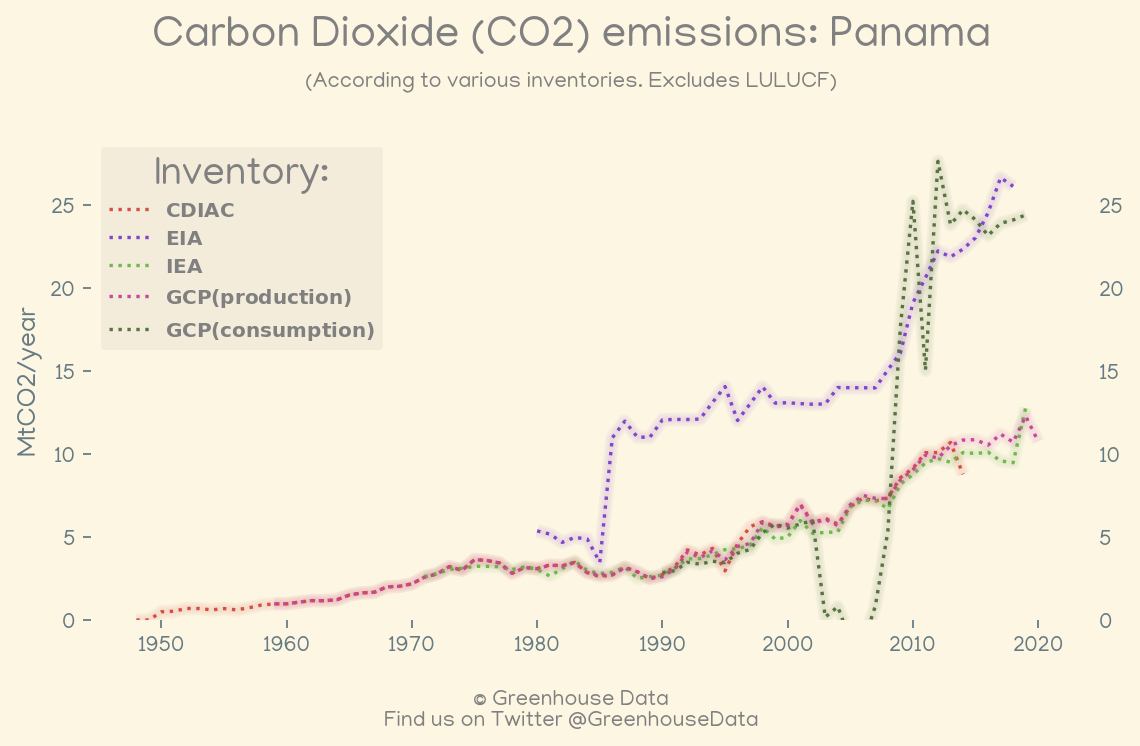 Carbon Dioxide (CO2) emissions: Panama
(According to various inventories. Excludes LULUCF)
Inventory:
CDIAC
EIA
IEA
GCP(production)
GCP(consumption)
MtCO2/year
25
20
15
10
5
0
25
20
15
10
5
0
1950 1960 1970 1980 1990 2000 2010 2020
© Greenhouse Data
Find us on Twitter @GreenhouseData